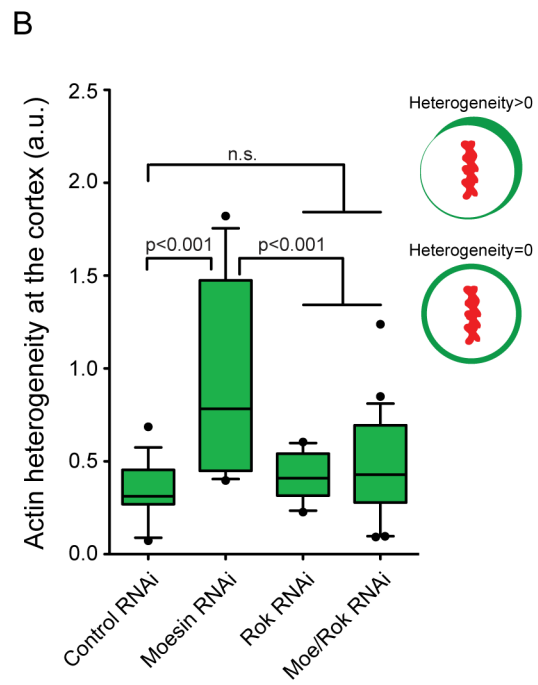 B
Actin heterogeneity at the cortex (a.u.)
2.5
2.0
1.5
1.0
0.5
0.0
n.s.
p<0.001
p<0.001
Heterogeneity>0
Heterogeneity=0
Control RNAi
Moesin RNAi
Rok RNAi
Moe/Rok RNAi